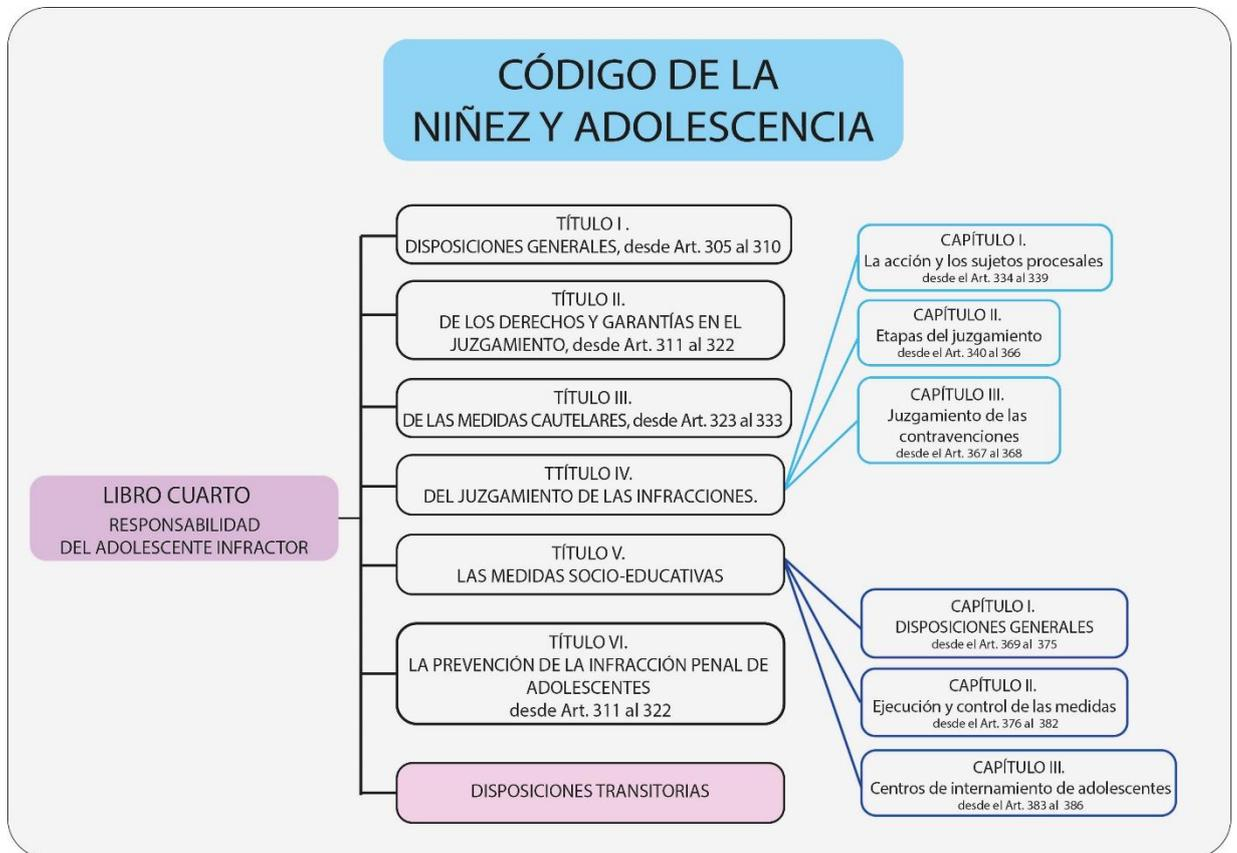 CÓDIGO DE LA
NIÑEZ Y ADOLESCENCIA
LIBRO CUARTO
RESPONSABILIDAD
DEL ADOLESCENTE INFRACTOR
TÍTULO I .
DISPOSICIONES GENERALES, desde Art. 305 al 310
TÍTULO II.
DE LOS DERECHOS Y GARANTÍAS EN EL
JUZGAMIENTO, desde Art. 311 al 322
TÍTULO III.
DE LAS MEDIDAS CAUTELARES, desde Art. 323 al 333
TTÍTULO IV.
DEL JUZGAMIENTO DE LAS INFRACCIONES.
CAPÍTULO I.
La acción y los sujetos procesales
desde el Art. 334 al 339
CAPÍTULO II.
Etapas del juzgamiento
desde el Art. 340 al 366
CAPÍTULO III.
Juzgamiento de las
contravenciones
desde el Art. 367 al 368
TÍTULO V.
LAS MEDIDAS SOCIO-EDUCATIVAS
CAPÍTULO I.
DISPOSICIONES GENERALES
desde el Art. 369 al 375
CAPÍTULO II.
Ejecución y control de las medidas
desde el Art. 376 al 382
CAPÍTULO III.
Centros de internamiento de adolescentes
desde el Art. 383 al 386
TÍTULO VI.
LA PREVENCIÓN DE LA INFRACCIÓN PENAL DE
ADOLESCENTES
desde Art. 311 al 322
DISPOSICIONES TRANSITORIAS